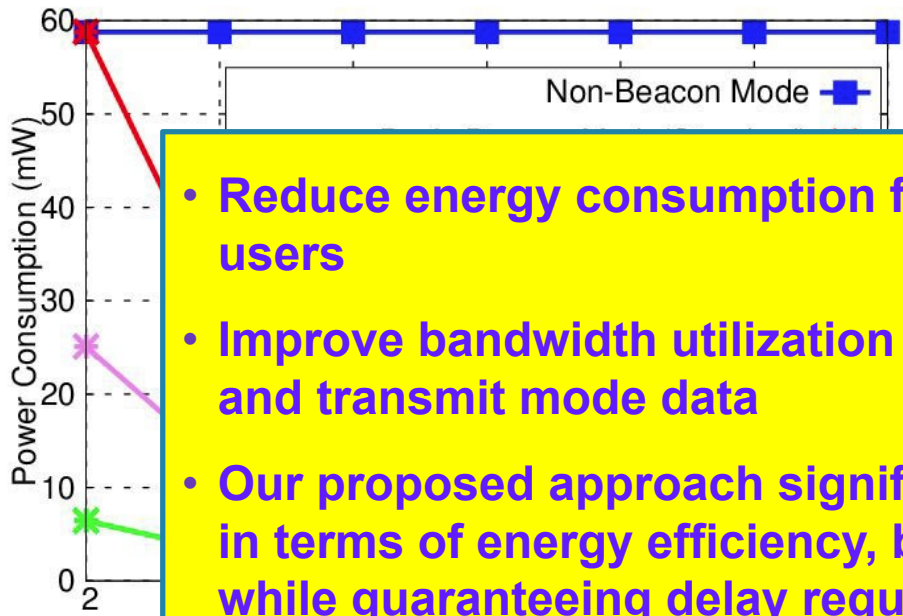 60
50
40
30
20
10
0
2
Power Consumption (mW)
Non-Beacon Mode
• Reduce energy consumption f
users
• Improve bandwidth utilization
and transmit mode data
• Our proposed approach signif
in terms of energy efficiency, b
while guaranteeing delay requ